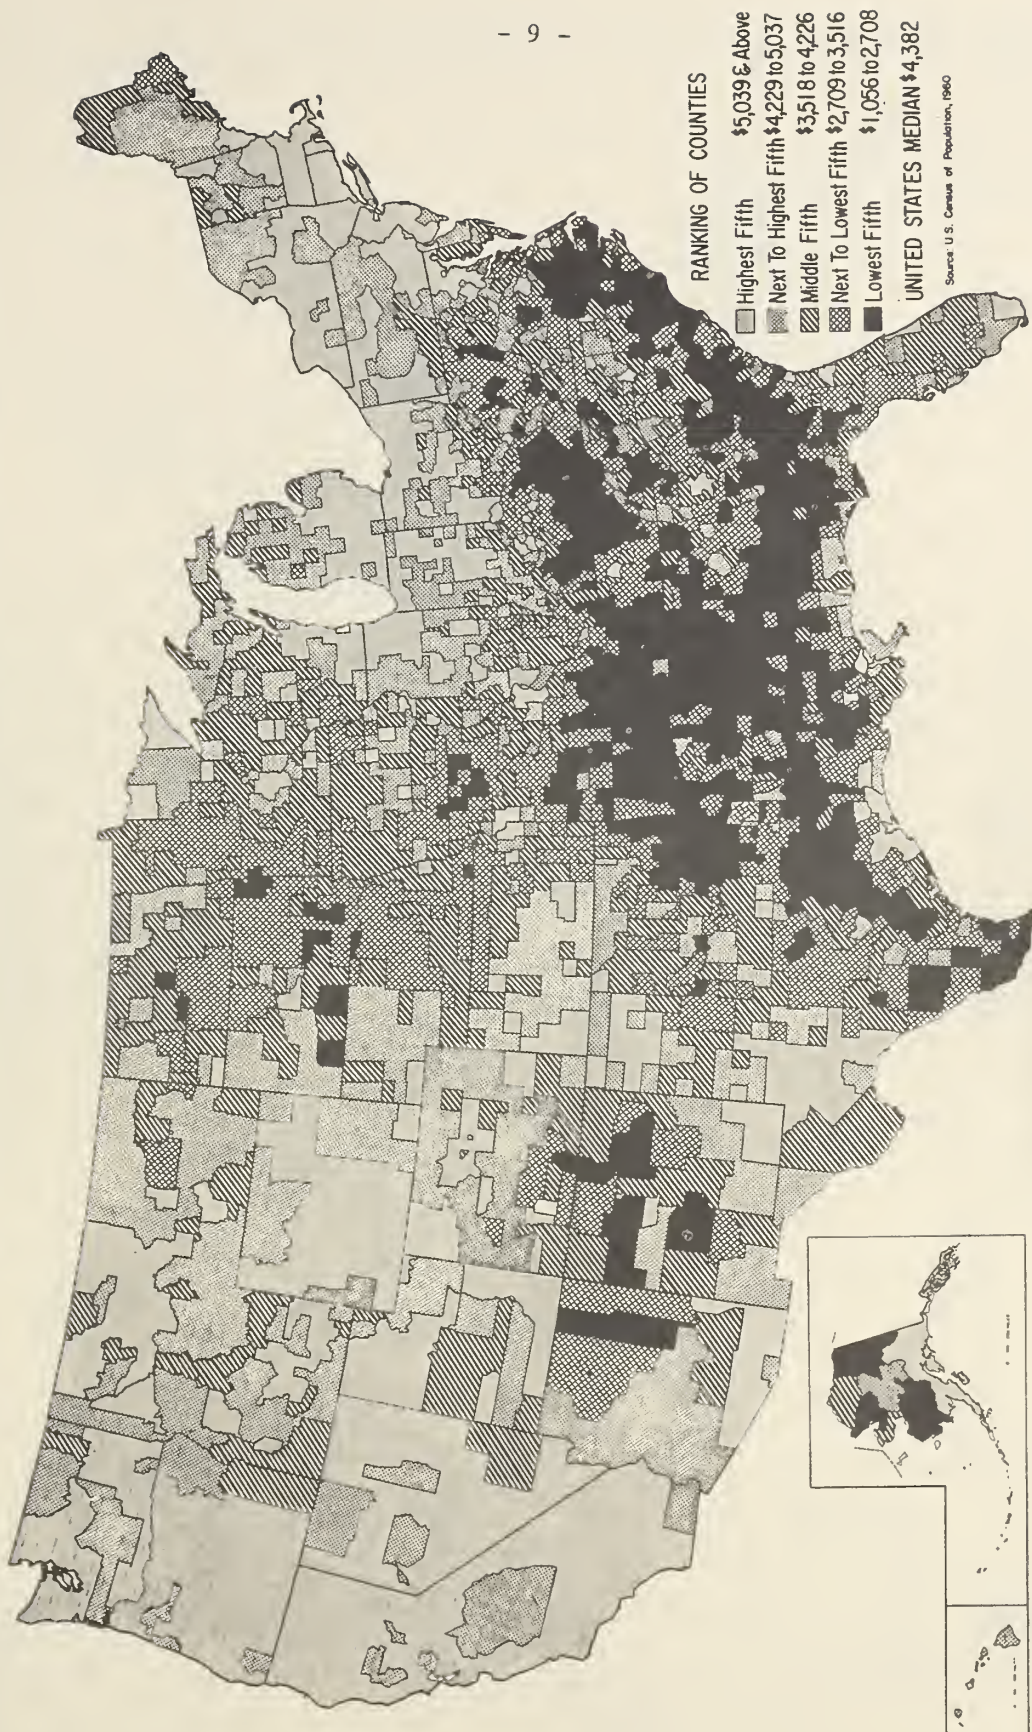 - 9 -
RANKING OF COUNTIES
Highest Fifth $5,039 & Above
Next To Highest Fifth $4,229 to 5,037
Middle Fifth $3,518 to 4,226
Next To Lowest Fifth $2,709 to 3,516
Lowest Fifth $1,056 to 2,708
UNITED STATES MEDIAN $4,382
Source: U.S. Census of Population, 1960